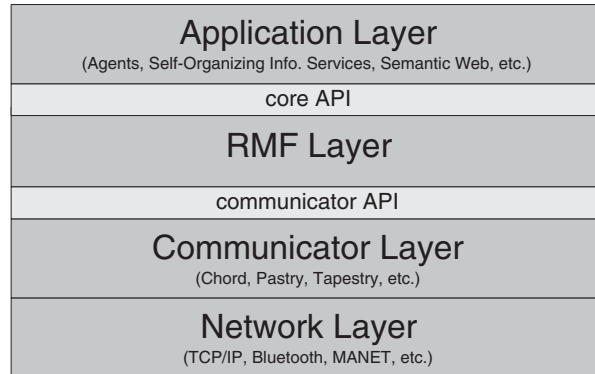 Application Layer
(Agents, Self-Organizing Info. Services, Semantic Web, etc.)
core API
RMF Layer
communicator API
Communicator Layer
(Chord, Pastry, Tapestry, etc.)
Network Layer
(TCP/IP, Bluetooth, MANET, etc.)